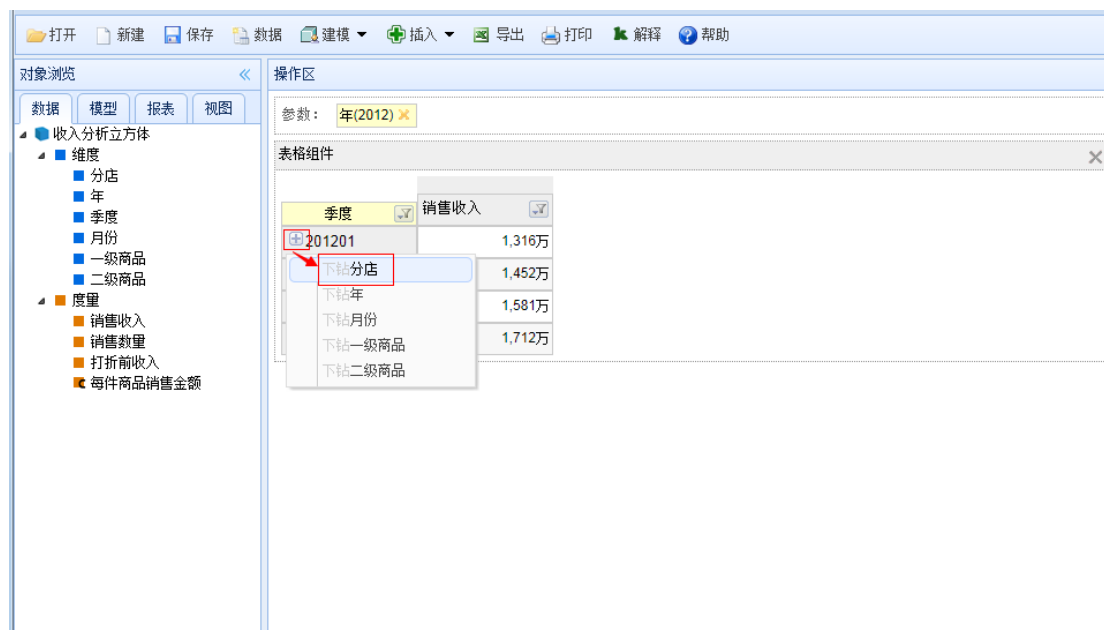 打开 新建 保存 数据 建模 插入 导出 打印 解释 帮助
对象浏览
操作区
数据 模型 报表 视图
参数： 年(2012)
收入分析立方体
维度
分店
年
季度
月份
一级商品
二级商品
度量
销售收入
销售数量
打折前收入
每件商品销售金额
表格组件
季度 销售收入
201201 1,316万
1,452万
1,581万
1,712万
下钻分店
下钻年
下钻月份
下钻一级商品
下钻二级商品